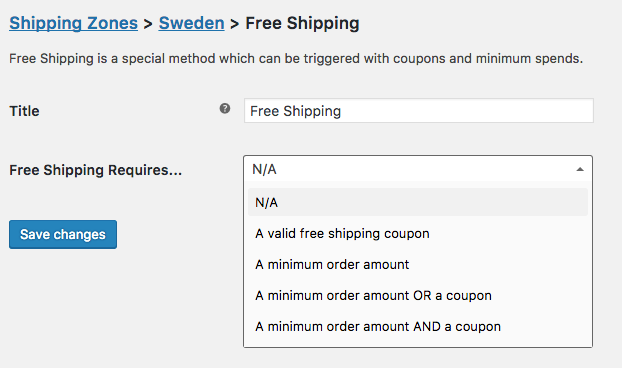 Shipping Zones > Sweden > Free Shipping
Free Shipping is a special method which can be triggered with coupons and minimum spends.
Title ? Free Shipping
Free Shipping Requires... N/A
N/A
A valid free shipping coupon
Save changes
A minimum order amount
A minimum order amount OR a coupon
A minimum order amount AND a coupon